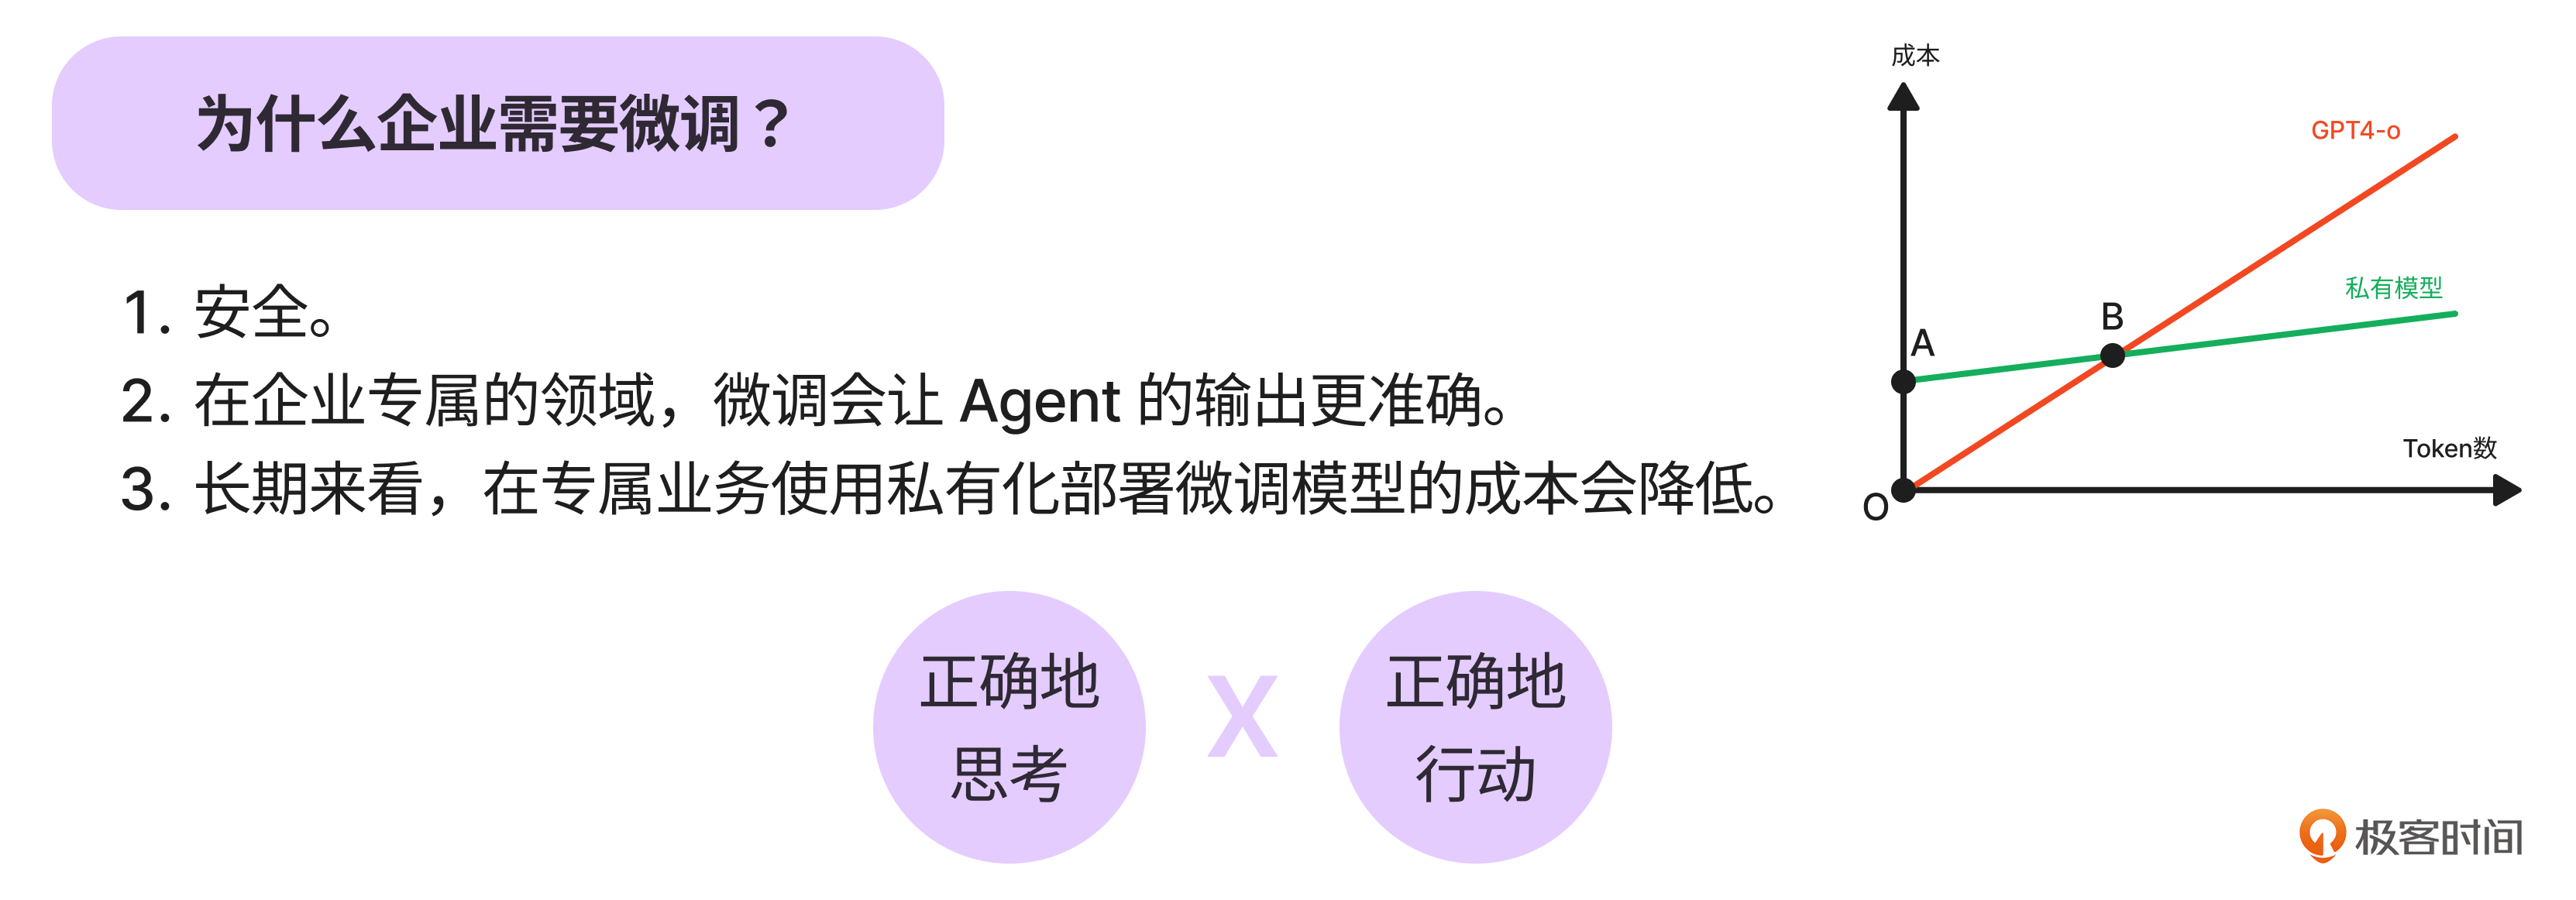 为什么企业需要微调？
1. 安全。
2. 在企业专属的领域，微调会让 Agent 的输出更准确。
3. 长期来看，在专属业务使用私有化部署微调模型的成本会降低。
成本
GPT4-o
私有模型
A
B
Token数
O
正确地
思考
X
正确地
行动
极客时间